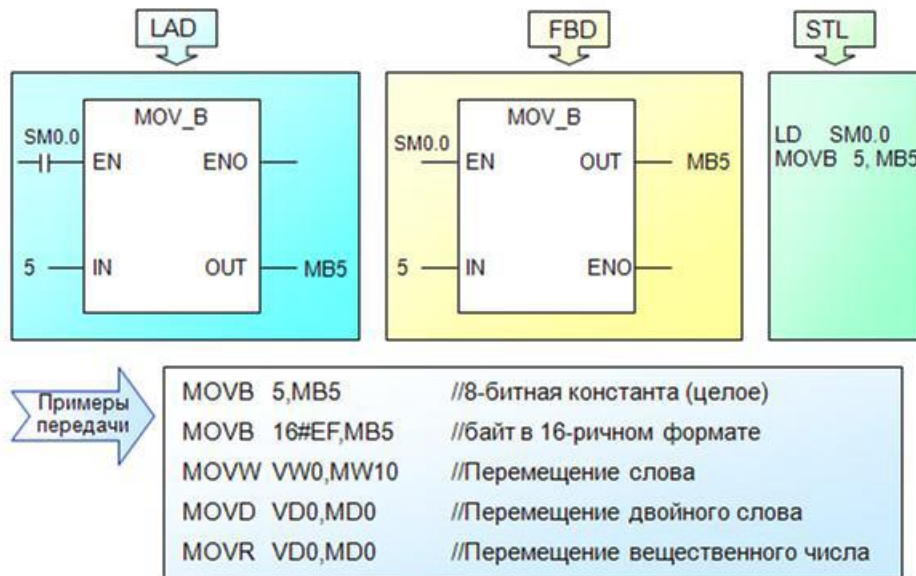 LAD
FBD
STL
MOV_B
SM0.0
EN ENO
5 IN OUT MB5
MOV_B
SM0.0
EN OUT MB5
5 IN ENO
LD SM0.0
MOVB 5, MB5
Примеры
передачи
MOVB 5,MB5 //8-битная константа (целое)
MOVB 16#EF,MB5 //байт в 16-ричном формате
MOVW VW0,MW10 //Перемещение слова
MOVD VD0,MD0 //Перемещение двойного слова
MOVR VD0,MD0 //Перемещение вещественного числа